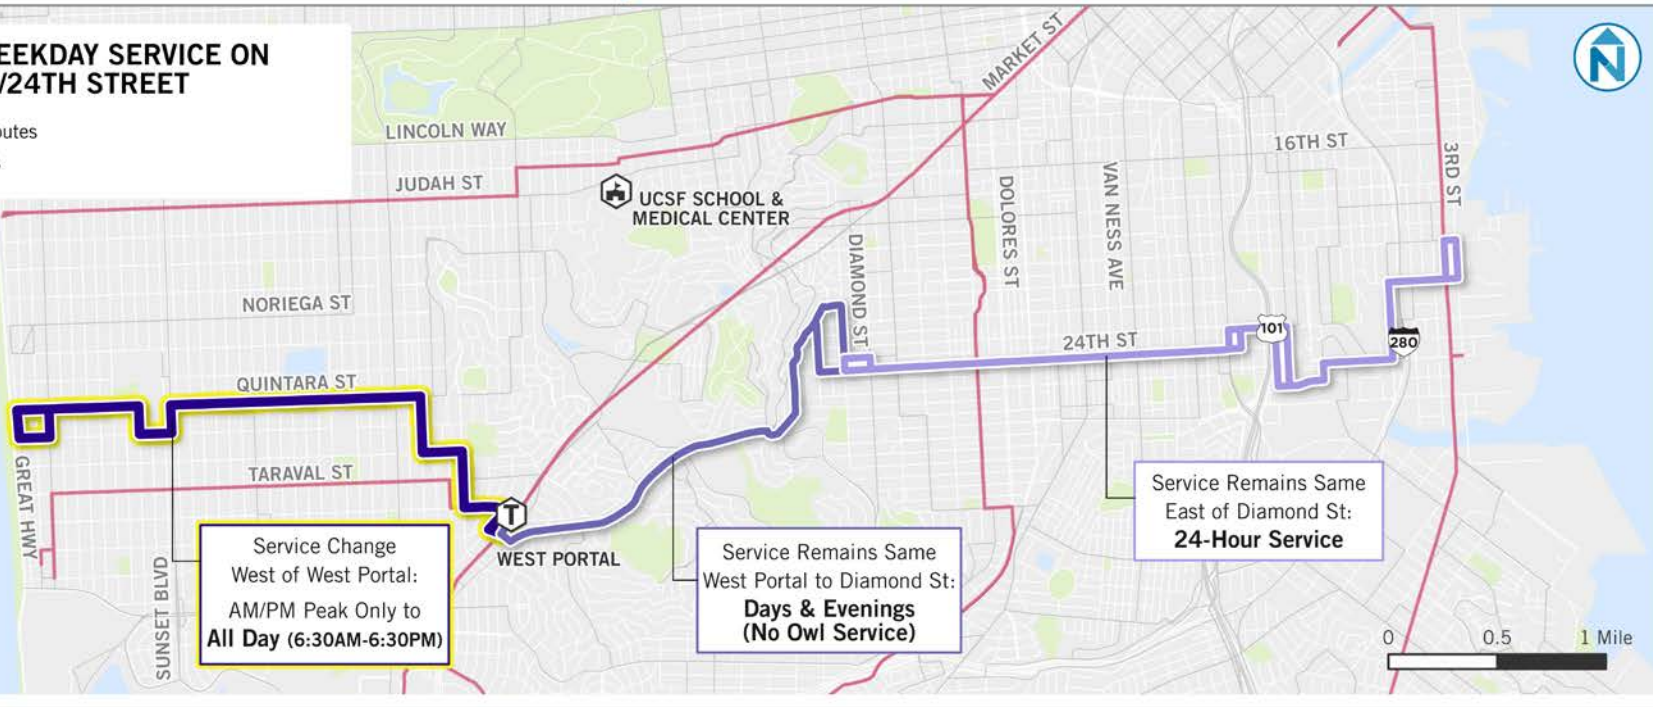 EEKDAY SERVICE ON
/24TH STREET
outes
MARKET ST
N
LINCOLN WAY
16TH ST
JUDAH ST
3RD ST
UCSF SCHOOL &
MEDICAL CENTER
DOLORES ST
VAN NESS AVE
DIAMOND ST
NORIEGA ST
101
24TH ST
280
QUINTARA ST
TARAVAL ST
GREAT HWY
T
WEST PORTAL
SUNSET BLVD
Service Change
West of West Portal:
AM/PM Peak Only to
All Day (6:30AM-6:30PM)
Service Remains Same
West Portal to Diamond St:
Days & Evenings
(No Owl Service)
Service Remains Same
East of Diamond St:
24-Hour Service
0 0.5 1 Mile